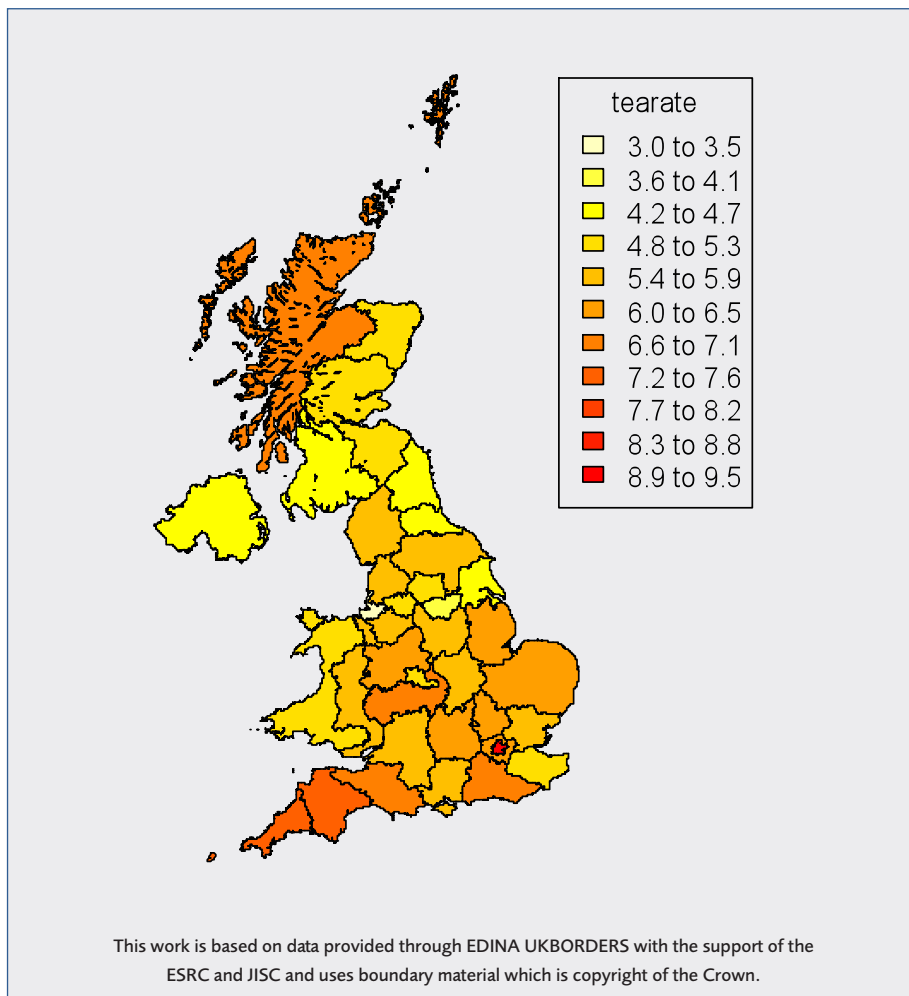 tearate
3.0 to 3.5
3.6 to 4.1
4.2 to 4.7
4.8 to 5.3
5.4 to 5.9
6.0 to 6.5
6.6 to 7.1
7.2 to 7.6
7.7 to 8.2
8.3 to 8.8
8.9 to 9.5
This work is based on data provided through EDINA UKBORDERS with the support of the
ESRC and JISC and uses boundary material which is copyright of the Crown.